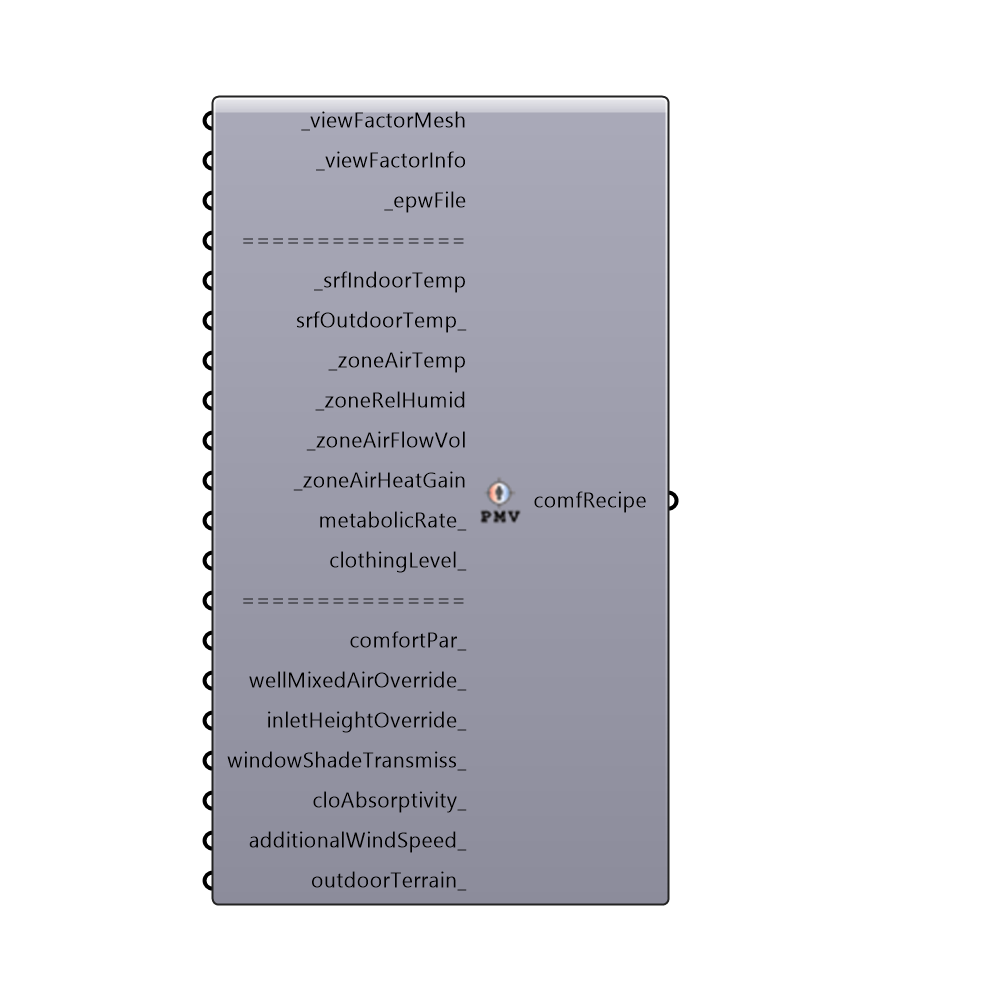 _viewFactorMesh
_viewFactorInfo
_epwFile
===============
_srfIndoorTemp
srfOutdoorTemp_
_zoneAirTemp
_zoneRelHumid
_zoneAirFlowVol
_zoneAirHeatGain
metabolicRate_
clothingLevel_
===============
comfortPar_
wellMixedAirOverride_
inletHeightOverride_
windowShadeTransmiss_
cloAbsorptivity_
additionalWindSpeed_
outdoorTerrain_
PMV
comfRecipe